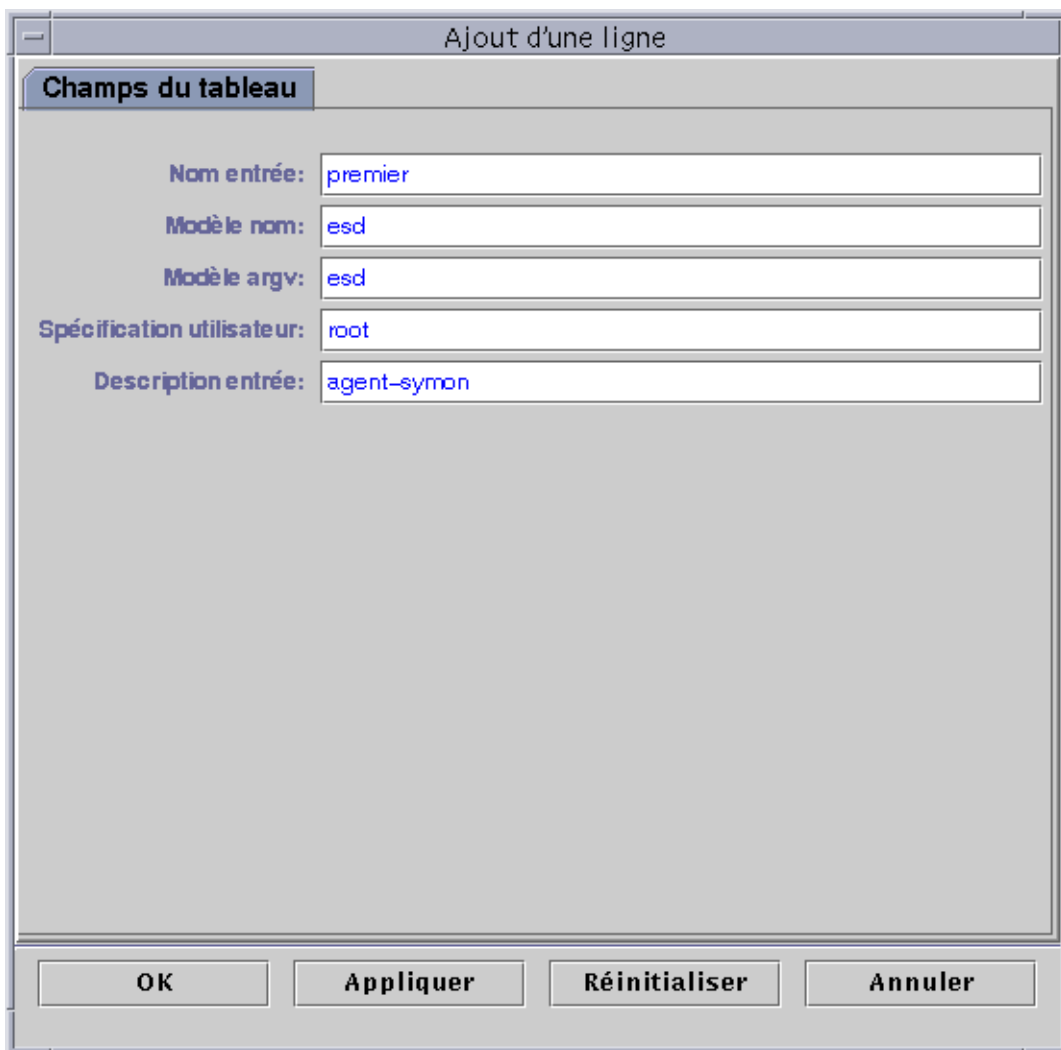 Ajout d'une ligne
Champs du tableau
Nom entrée: premier
Modèle nom: esd
Modèle argv: esd
Spécification utilisateur: root
Description entrée: agent–symon
OK Appliquer Réinitialiser Annuler